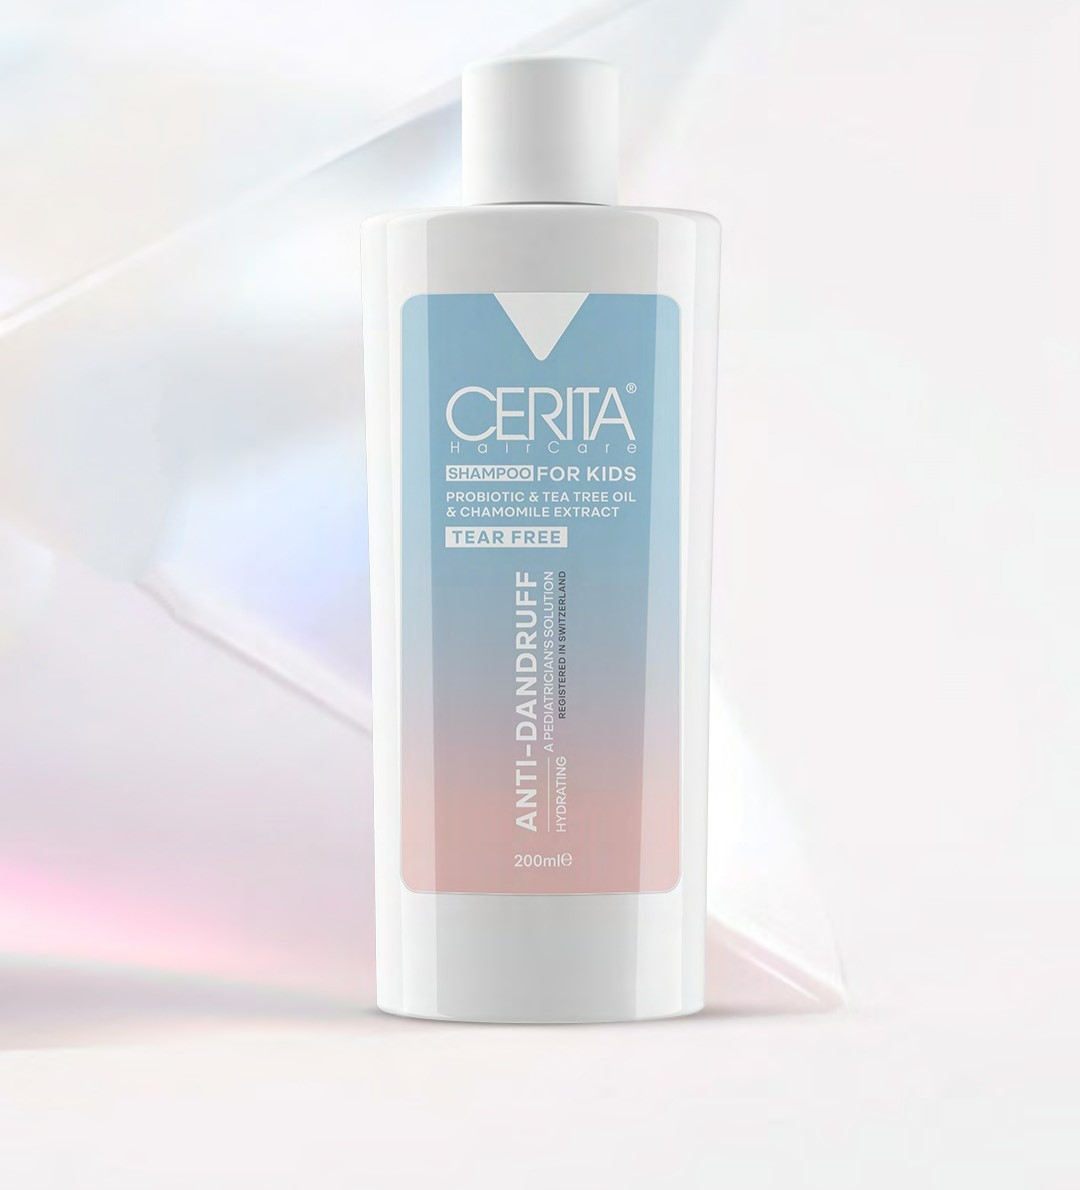 CERITA®
HairCare
SHAMPOO FOR KIDS
PROBIOTIC & TEA TREE OIL
& CHAMOMILE EXTRACT
TEAR FREE
ANTI-DANDRUFF
HYDRATING
A PEDIATRICIAN'S SOLUTION
REGISTERED IN SWITZERLAND
200ml℮